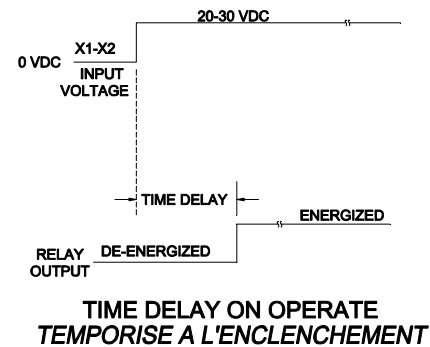 20-30 VDC
X1-X2
0 VDC
INPUT
VOLTAGE
TIME DELAY
ENERGIZED
DE-ENERGIZED
RELAY
OUTPUT
TIME DELAY ON OPERATE
TEMPORISE A L'ENCLENCHEMENT